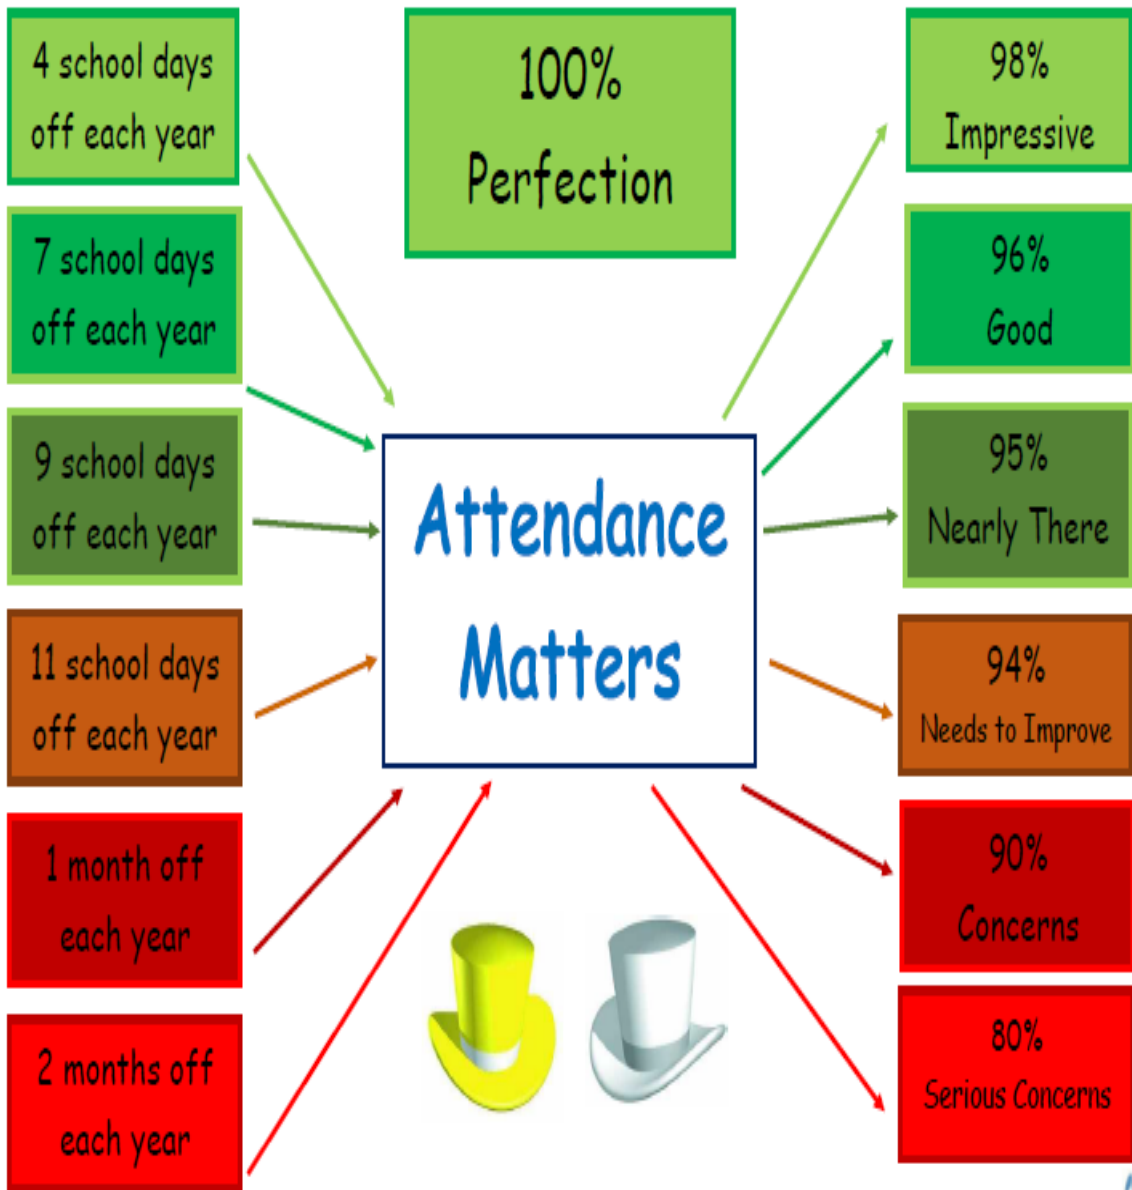 4 school days
off each year
7 school days
off each year
9 school days
off each year
11 school days
off each year
1 month off
each year
2 months off
each year
100%
Perfection
Attendance
Matters
98%
Impressive
96%
Good
95%
Nearly There
94%
Needs to Improve
90%
Concerns
80%
Serious Concerns